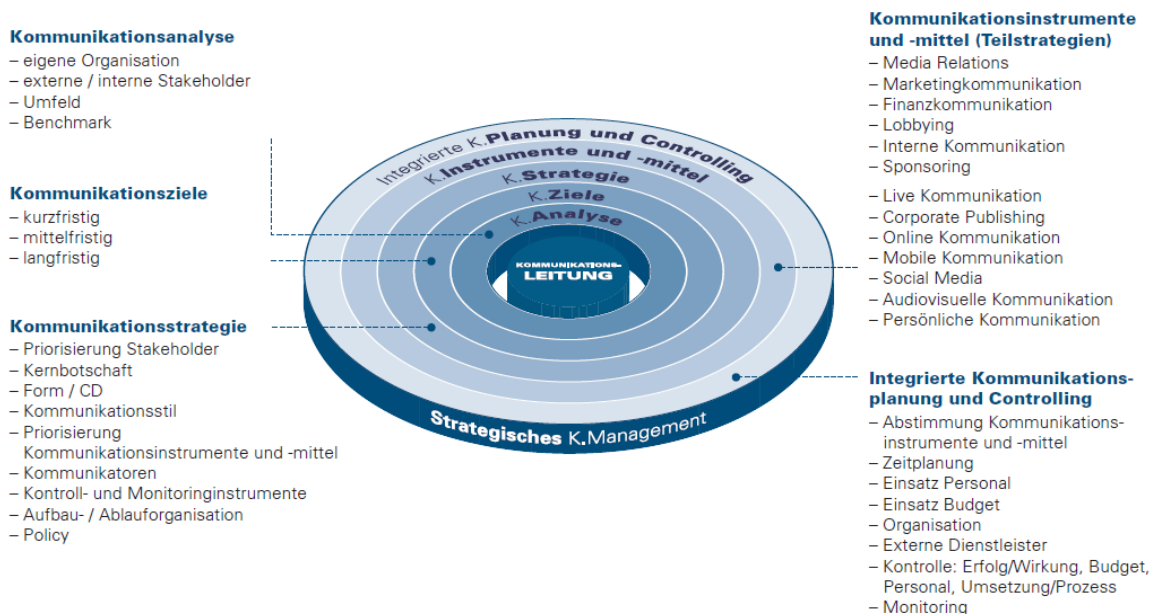 Kommunikationsanalyse
– eigene Organisation
– externe / interne Stakeholder
– Umfeld
– Benchmark
Kommunikationsziele
– kurzfristig
– mittelfristig
– langfristig
Kommunikationsstrategie
– Priorisierung Stakeholder
– Kernbotschaft
– Form / CD
– Kommunikationsstil
– Priorisierung
Kommunikationsinstrumente und -mittel
– Kommunikatoren
– Kontroll- und Monitoringinstrumente
– Aufbau- / Ablauforganisation
– Policy
Integrierte K.Planung und Controlling
K.Instrumente und -mittel
K.Strategie
K.Ziele
K.Analyse
KOMMUNIKATIONS-
LEITUNG
Strategisches K.Management
Kommunikationsinstrumente
und -mittel (Teilstrategien)
– Media Relations
– Marketingkommunikation
– Finanzkommunikation
– Lobbying
– Interne Kommunikation
– Sponsoring
– Live Kommunikation
– Corporate Publishing
– Online Kommunikation
– Mobile Kommunikation
– Social Media
– Audiovisuelle Kommunikation
– Persönliche Kommunikation
Integrierte Kommunikations-
planung und Controlling
– Abstimmung Kommunikations-
instrumente und -mittel
– Zeitplanung
– Einsatz Personal
– Einsatz Budget
– Organisation
– Externe Dienstleister
– Kontrolle: Erfolg/Wirkung, Budget,
Personal, Umsetzung/Prozess
– Monitoring